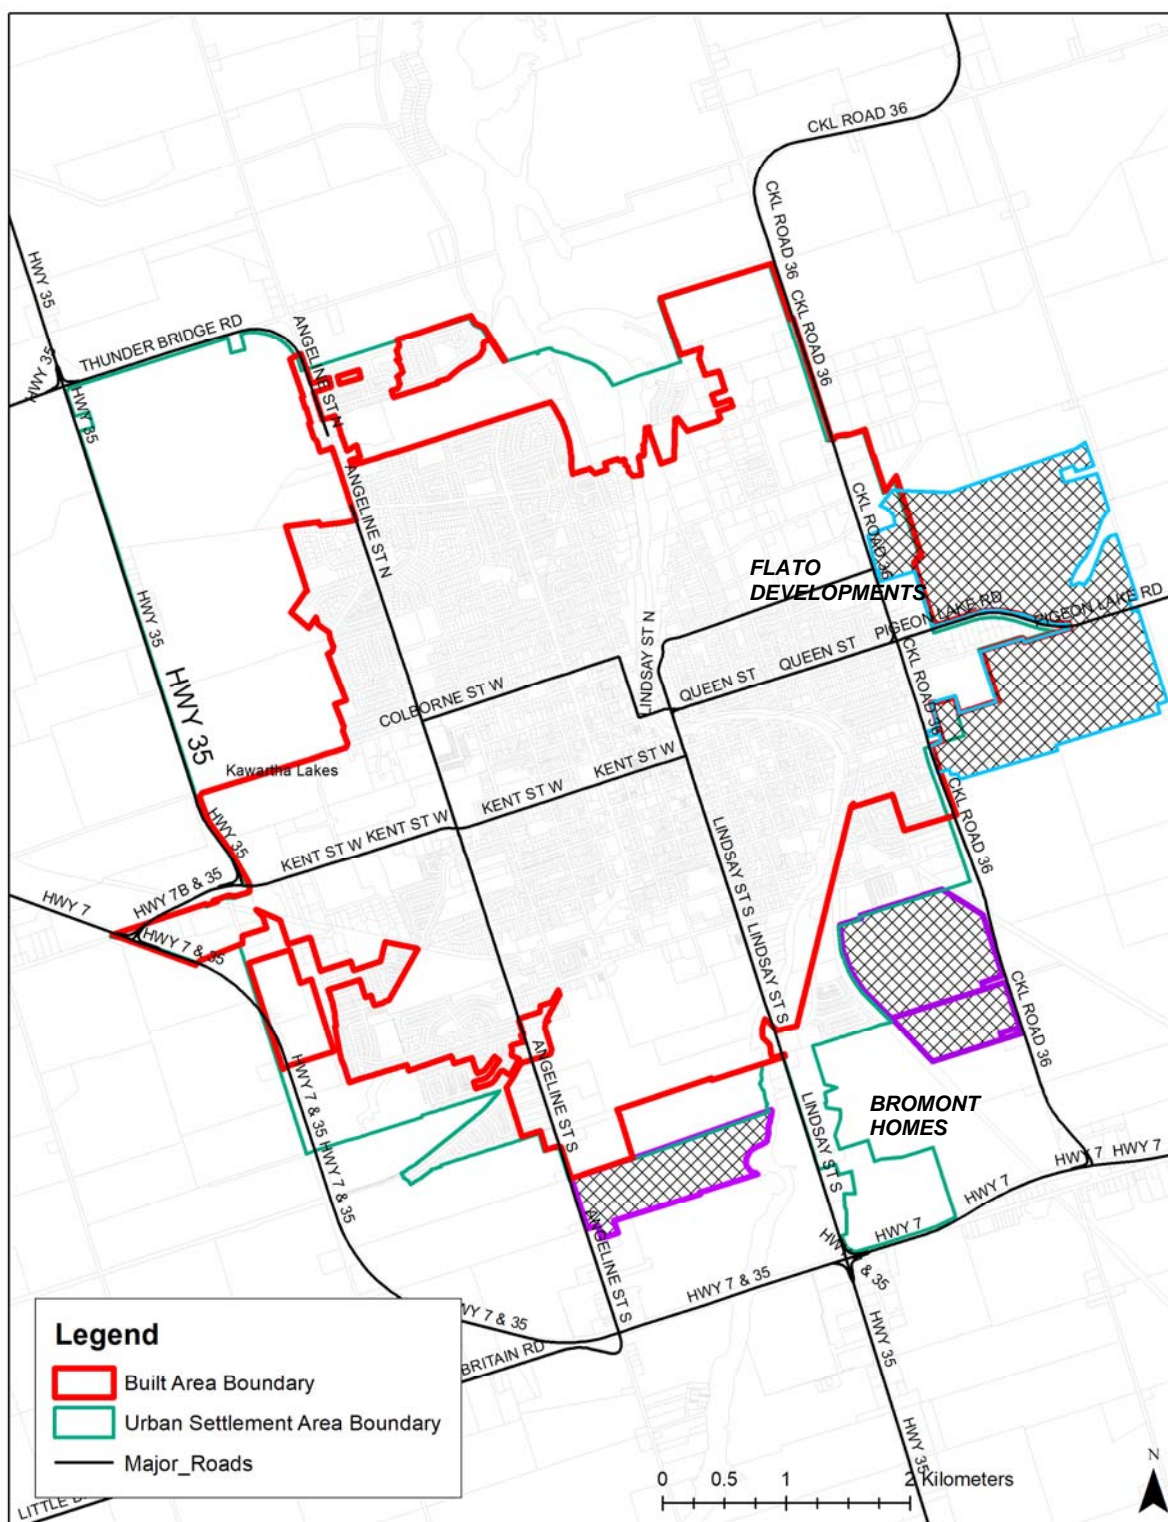 CKL ROAD 36
CKL ROAD 36
HWY 35
CKL ROAD 36
THUNDER BRIDGE RD
ANGELINE ST N
HWY 35
HWY 35
ANGELINE ST N
CKL ROAD 36
HWY 35
FLATO
DEVELOPMENTS
LINDSAY ST N
PIGEON LAKE RD
PIGEON LAKE RD
QUEEN ST
QUEEN ST
COLBORNE ST W
CKL ROAD 36
HWY 35
Kawartha Lakes
KENT ST W
KENT ST W
KENT ST W
KENT ST W
HWY 35
CKL ROAD 36
LINDSAY ST S
LINDSAY ST S
HWY 7
HWY 7B & 35
HWY 7 & 35
CKL ROAD 36
ANGELINE ST S
HWY 7 & 35
HWY 7 & 35
LINDSAY ST S
BROMONT
HOMES
HWY 7
HWY 7
HWY 7
HWY 7
ANGELINE ST S
HWY 7 & 35
& 35
WY 7 & 35
BRITAIN RD
HWY 35
HWY 35
Legend
Built Area Boundary
Urban Settlement Area Boundary
Major_Roads
LITTLE B
0 0.5 1 2 Kilometers
N